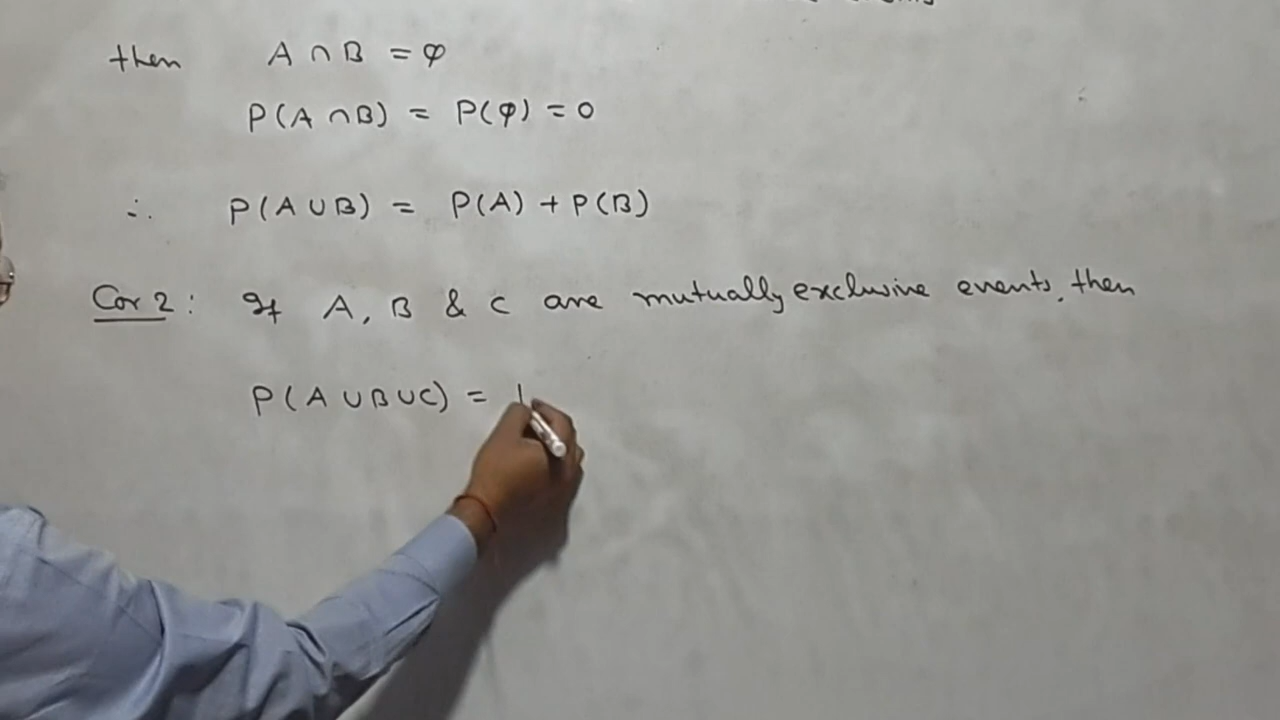 then A ∩ B = φ
P(A ∩ B) = P(φ) = 0
∴ P(A ∪ B) = P(A) + P(B)
Cor 2: If A, B & C are mutually exclusive events, then
P(A ∪ B ∪ C) =